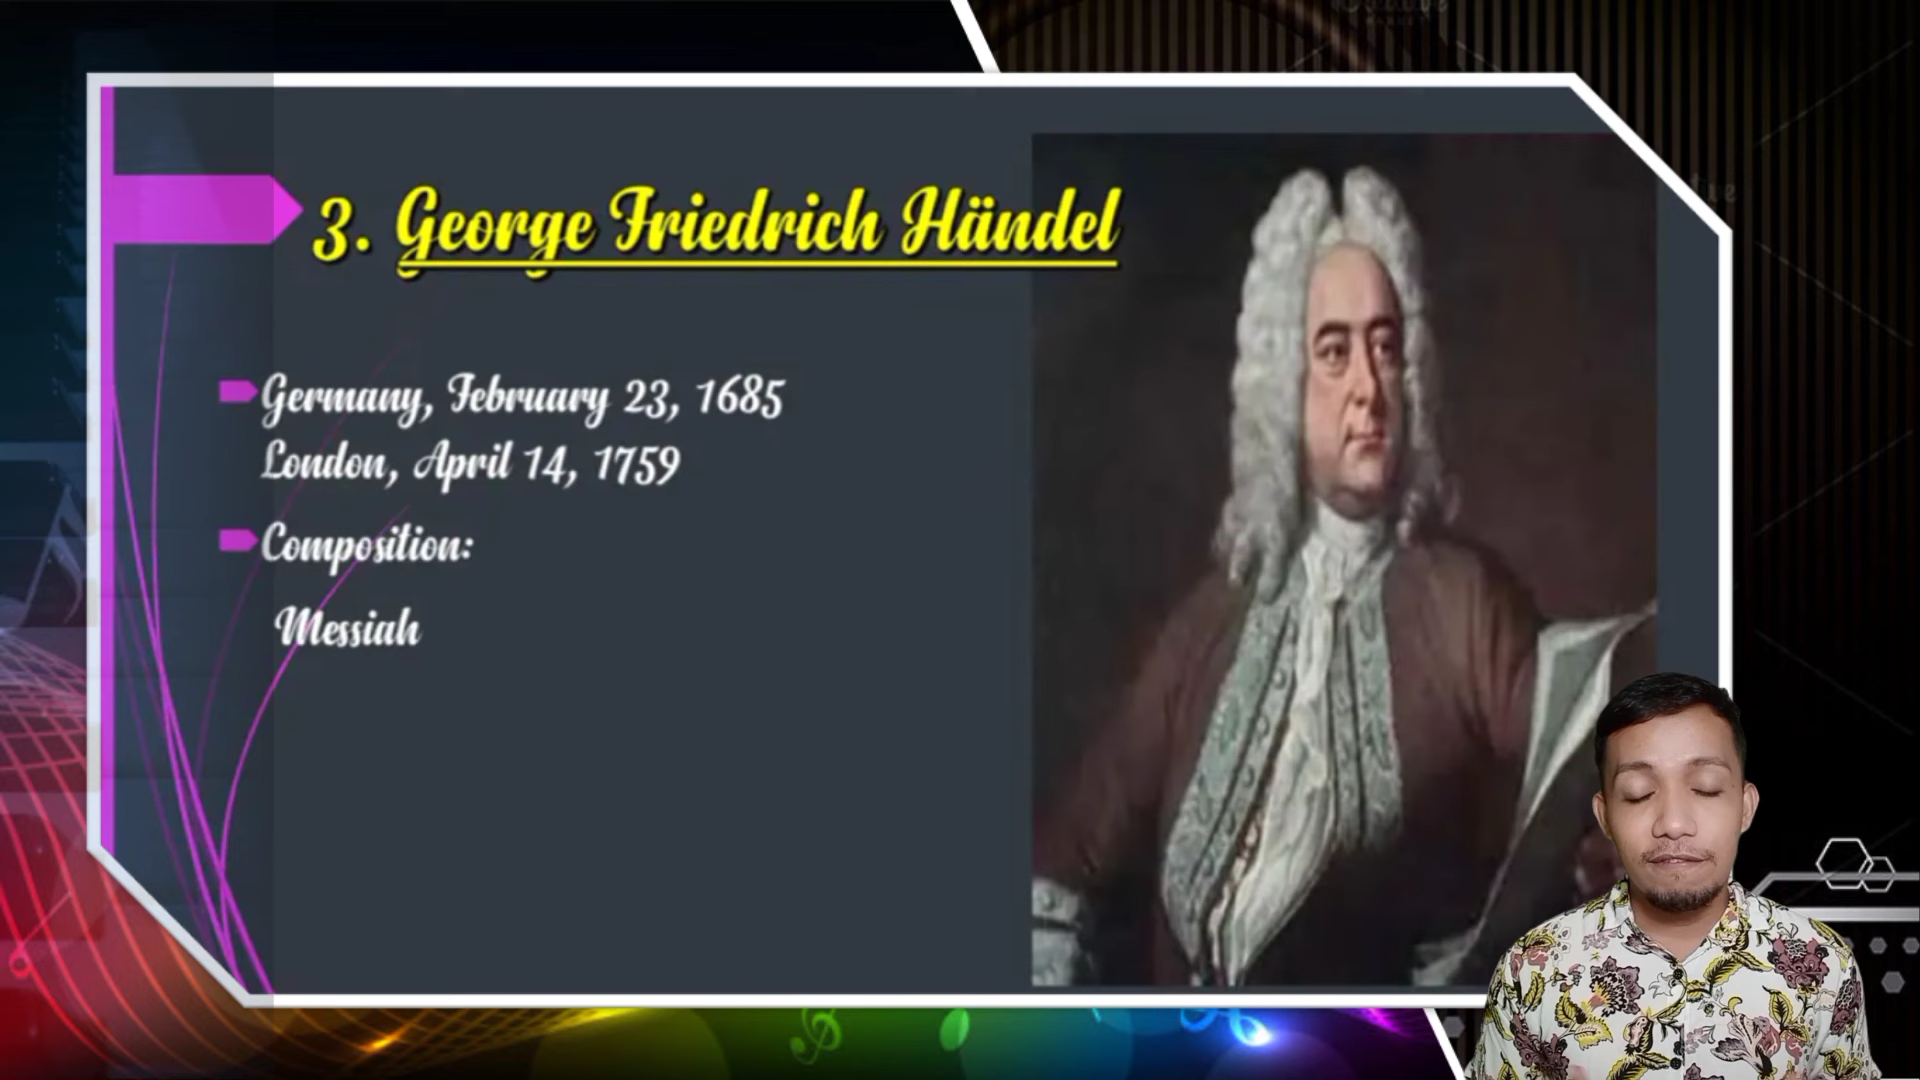 3. George Friedrich Händel
Germany, February 23, 1685
London, April 14, 1759
Composition:
Messiah